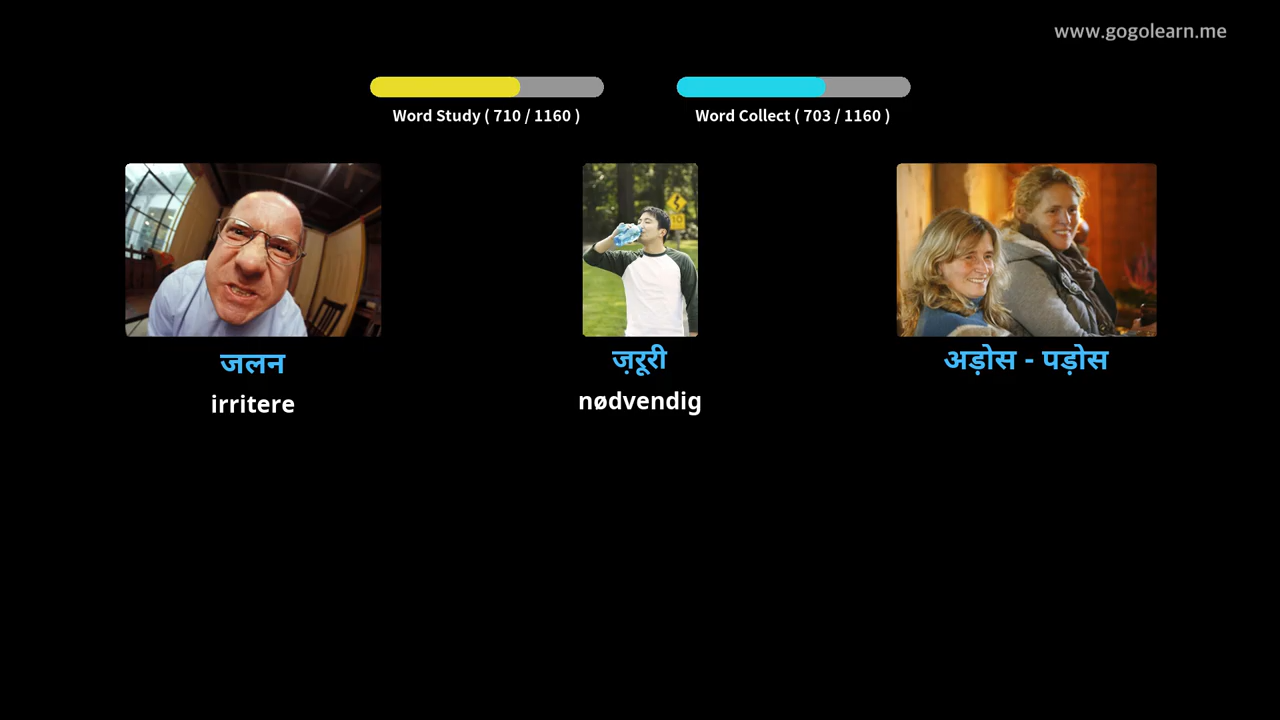 www.gogolearn.me
Word Study ( 710 / 1160 )
Word Collect ( 703 / 1160 )
जलन
ज़रूरी
अड़ोस - पड़ोस
irritere
nødvendig